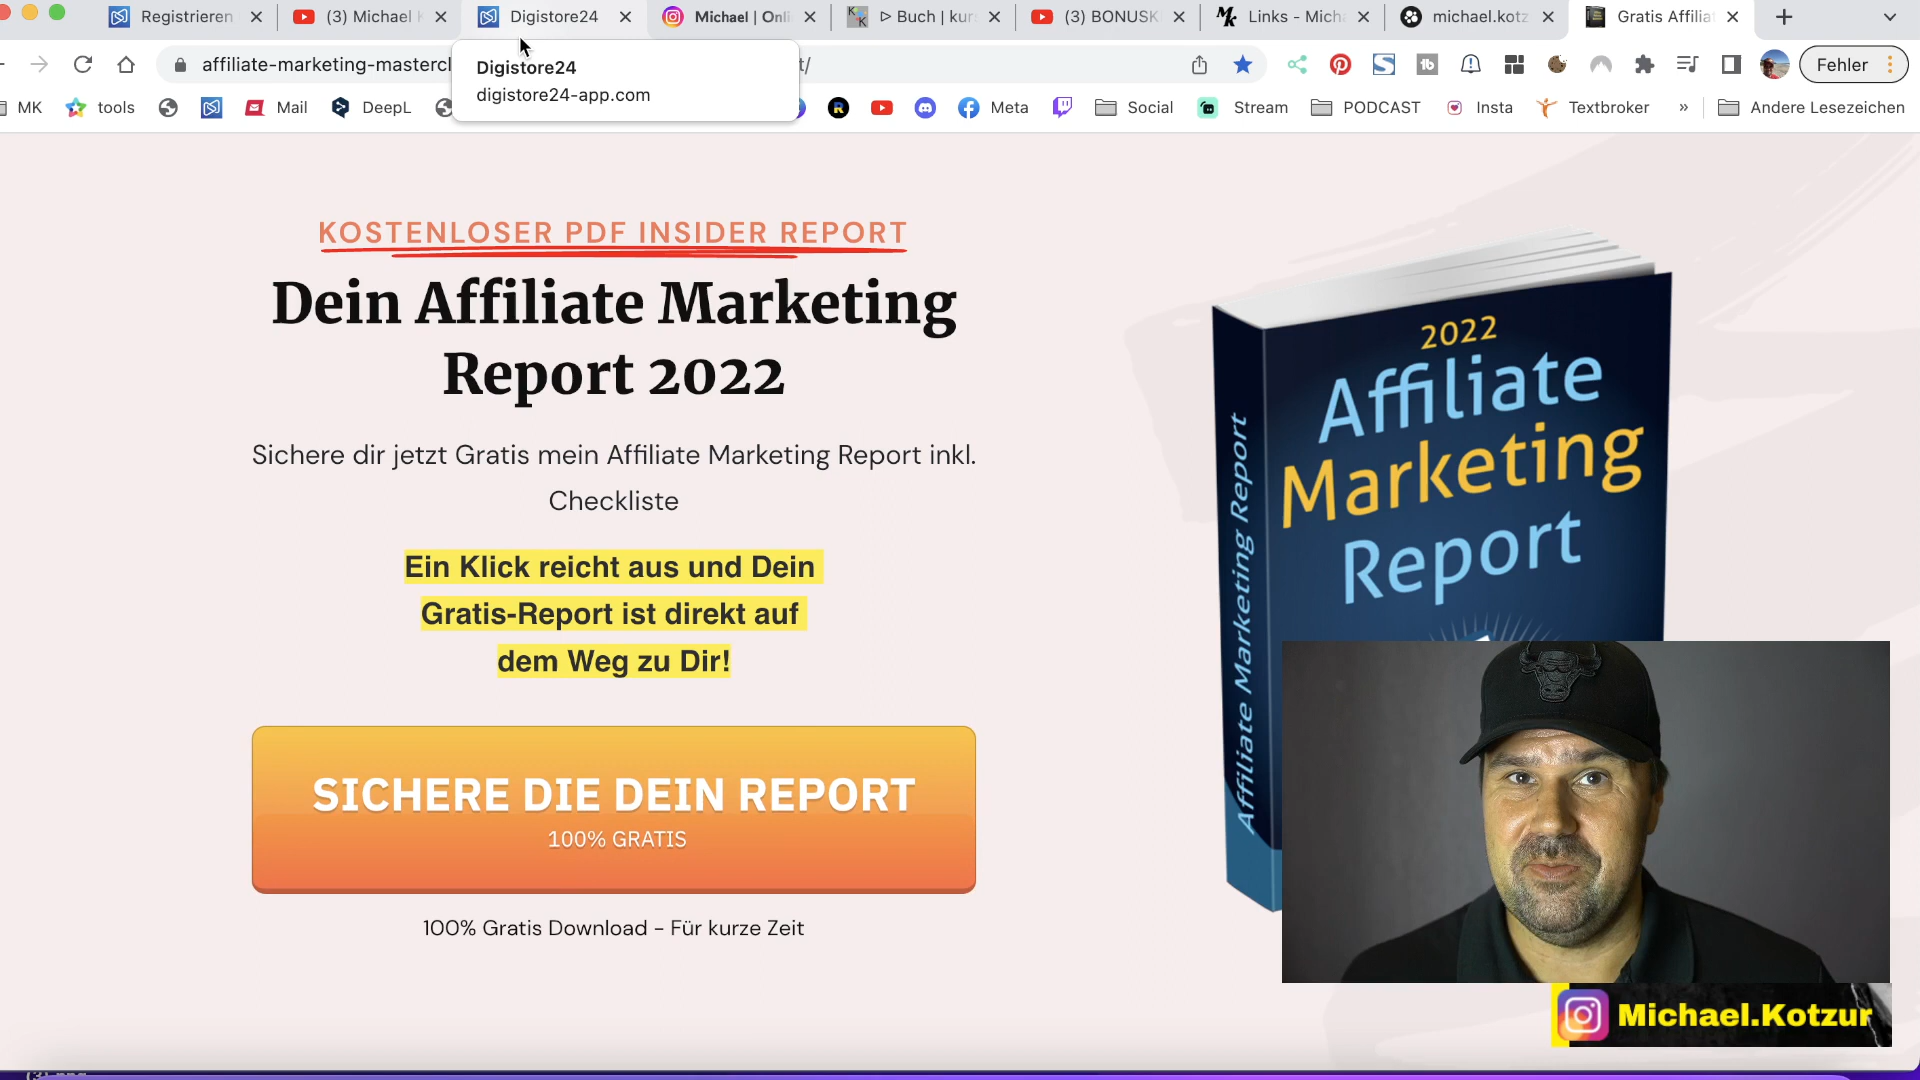 Registrieren
(3) Michael
Digistore24
Michael | Onli
ᐅ Buch | kur
(3) BONUSK
Links - Mich
michael.kotz
Gratis Affilia
affiliate-marketing-mastercl
t/
Fehler
Digistore24
digistore24-app.com
MK
tools
Mail
DeepL
Meta
Social
Stream
PODCAST
Insta
Textbroker
»
Andere Lesezeichen
KOSTENLOSER PDF INSIDER REPORT
Dein Affiliate Marketing
Report 2022
Sichere dir jetzt Gratis mein Affiliate Marketing Report inkl.
Checkliste
Ein Klick reicht aus und Dein
Gratis-Report ist direkt auf
dem Weg zu Dir!
SICHERE DIE DEIN REPORT
100% GRATIS
100% Gratis Download – Für kurze Zeit
2022
Affiliate
Marketing
Report
Affiliate Marketing Report
Michael.Kotzur